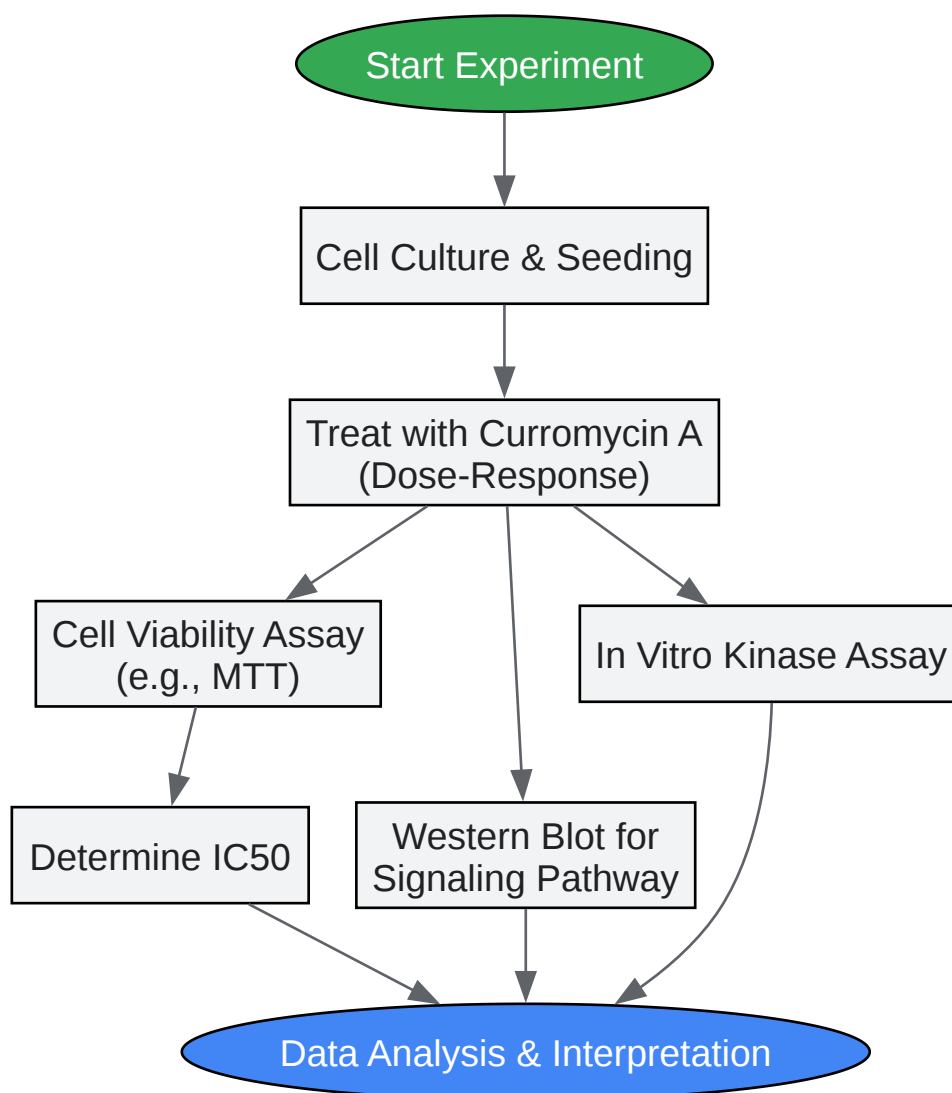 Start Experiment
Cell Culture & Seeding
Treat with Curromycin A
(Dose-Response)
Cell Viability Assay
(e.g., MTT)
In Vitro Kinase Assay
Determine IC50
Western Blot for
Signaling Pathway
Data Analysis & Interpretation